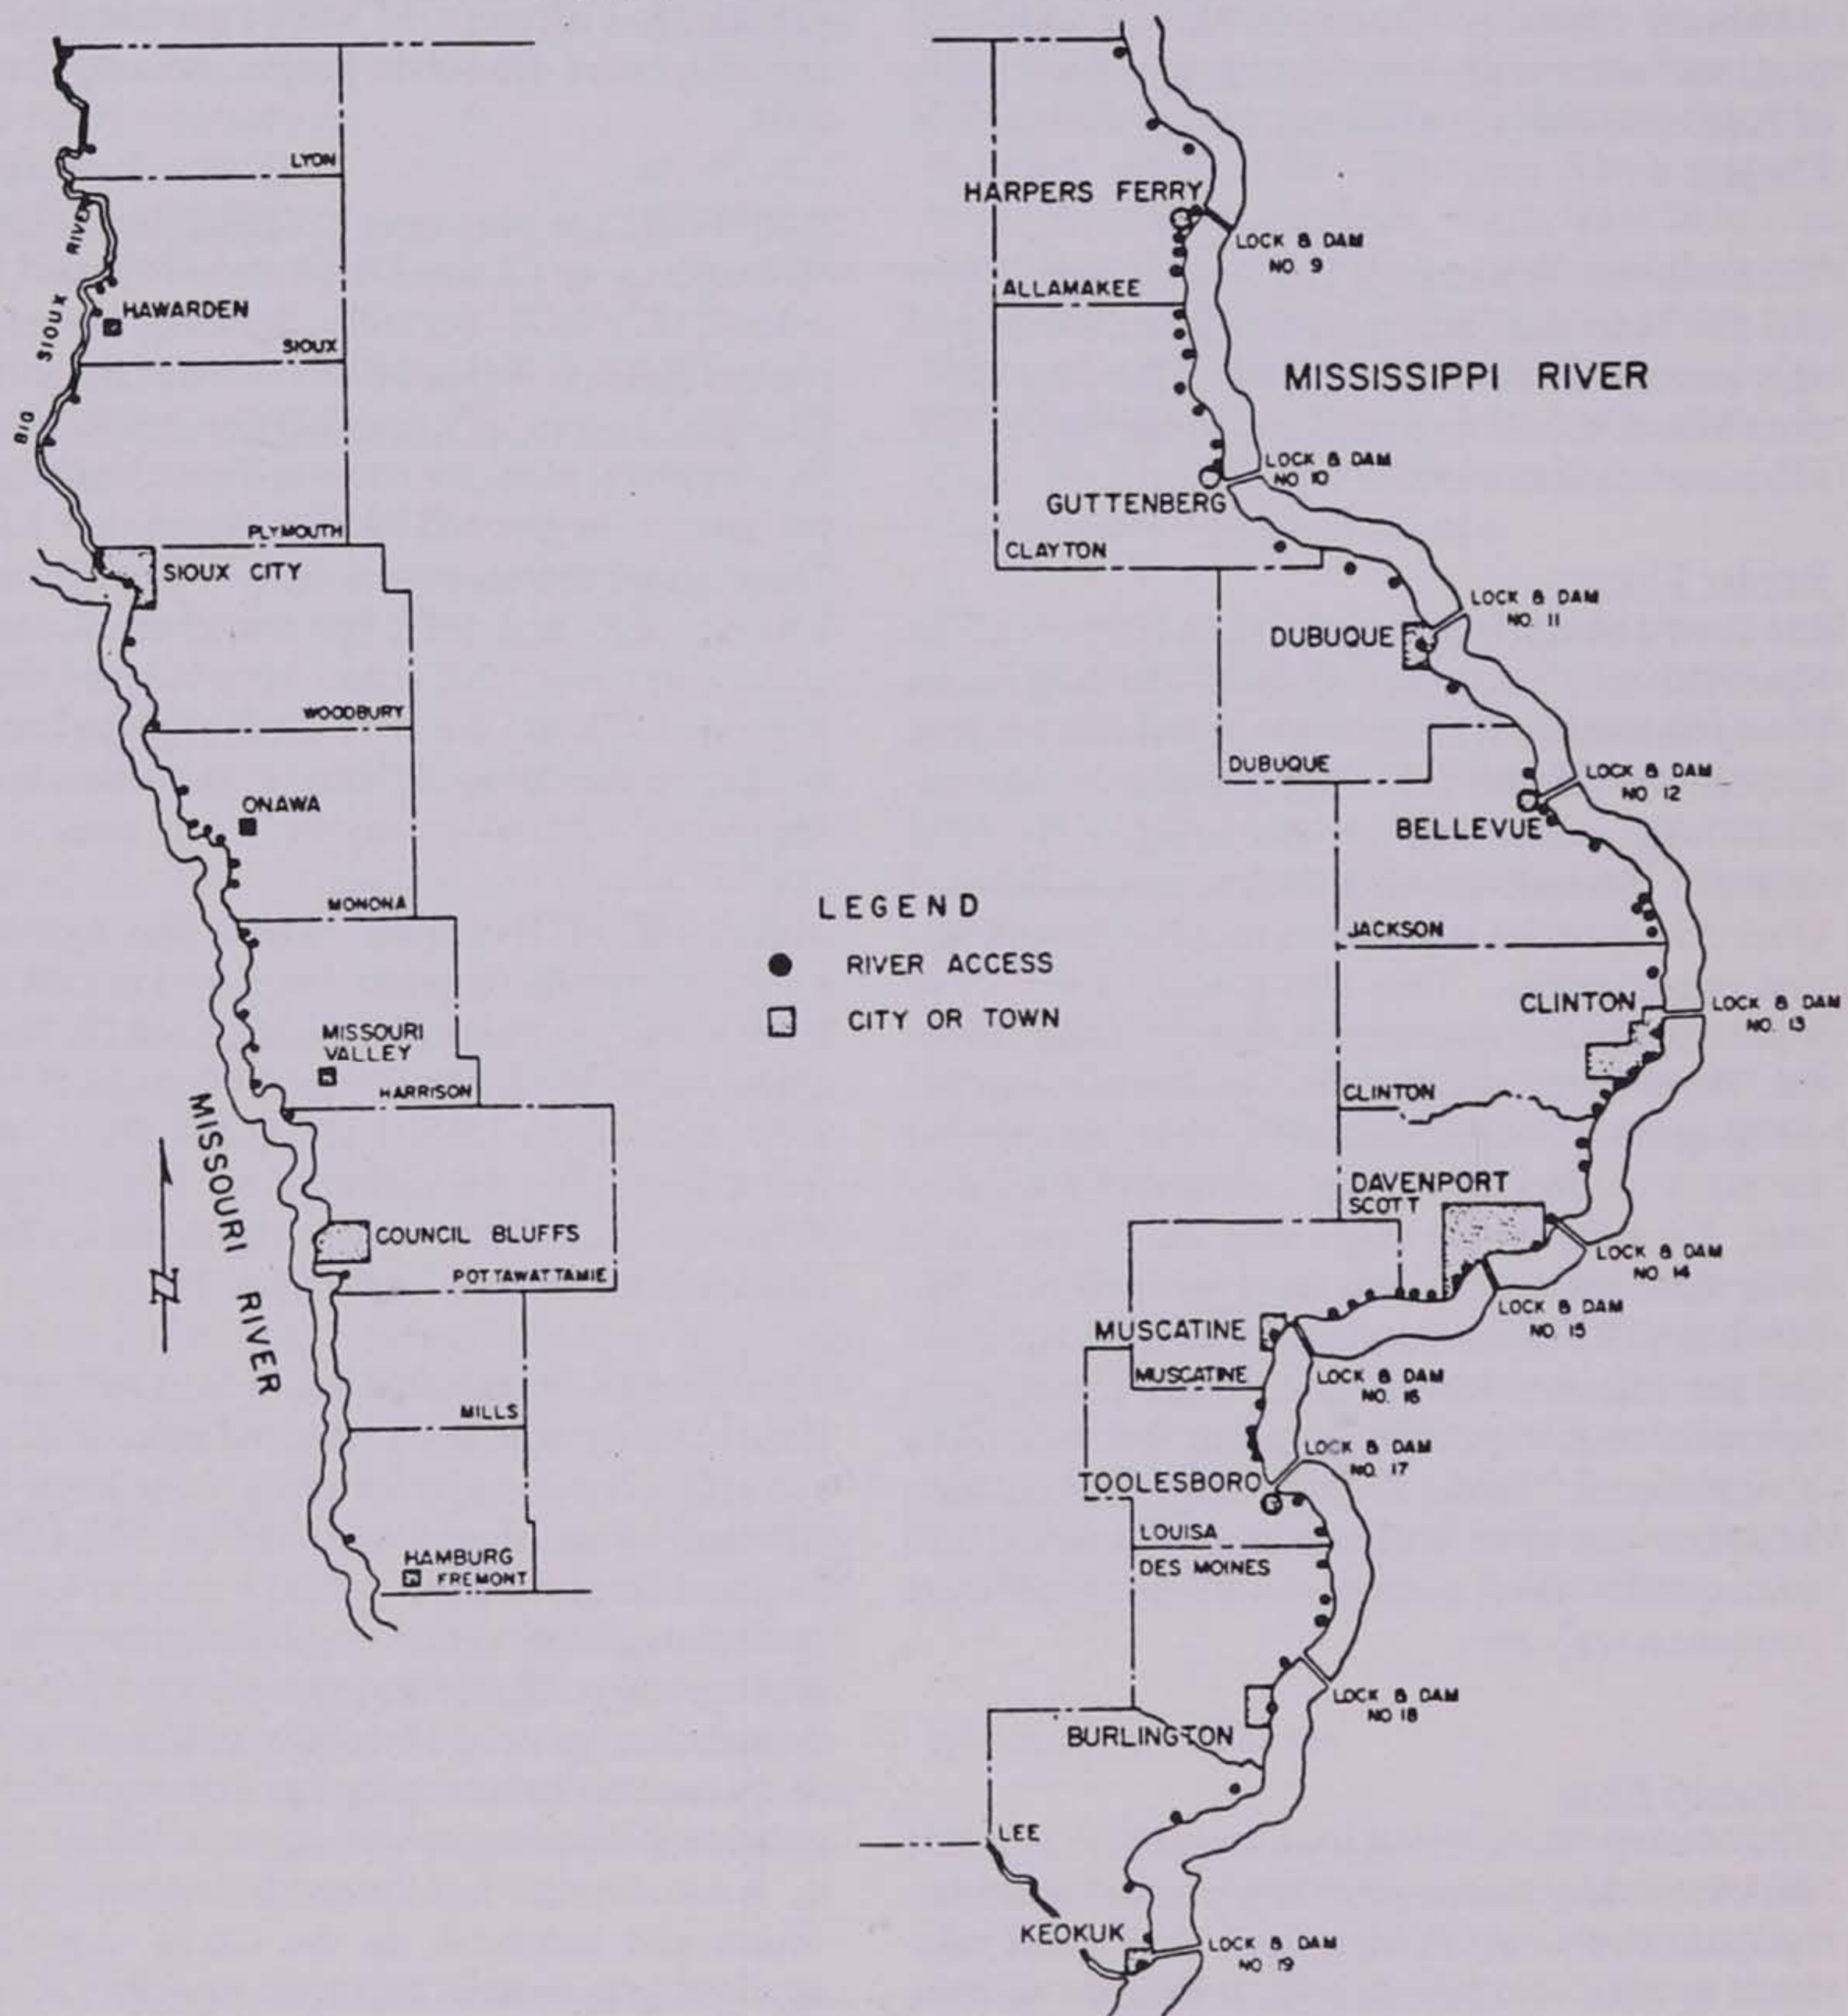 LYON
BIG SIOUX RIVER
HAWARDEN
SIOUX
PLYMOUTH
SIOUX CITY
WOODBURY
ONAWA
MONONA
MISSOURI
VALLEY
HARRISON
MISSOURI RIVER
COUNCIL BLUFFS
POTTAWATTAMIE
N
MILLS
HAMBURG
FREMONT
LEGEND
RIVER ACCESS
CITY OR TOWN
HARPERS FERRY
LOCK & DAM
NO. 9
ALLAMAKEE
MISSISSIPPI RIVER
LOCK & DAM
NO 10
GUTTENBERG
CLAYTON
LOCK & DAM
NO. 11
DUBUQUE
DUBUQUE
LOCK & DAM
NO 12
BELLEVUE
JACKSON
CLINTON
LOCK & DAM
NO. 13
CLINTON
DAVENPORT
SCOTT
LOCK & DAM
NO 14
LOCK & DAM
NO. 15
MUSCATINE
MUSCATINE
LOCK & DAM
NO. 16
LOCK & DAM
NO. 17
TOOLESBORO
LOUISA
DES MOINES
LOCK & DAM
NO 18
BURLINGTON
LEE
KEOKUK
LOCK & DAM
NO 19